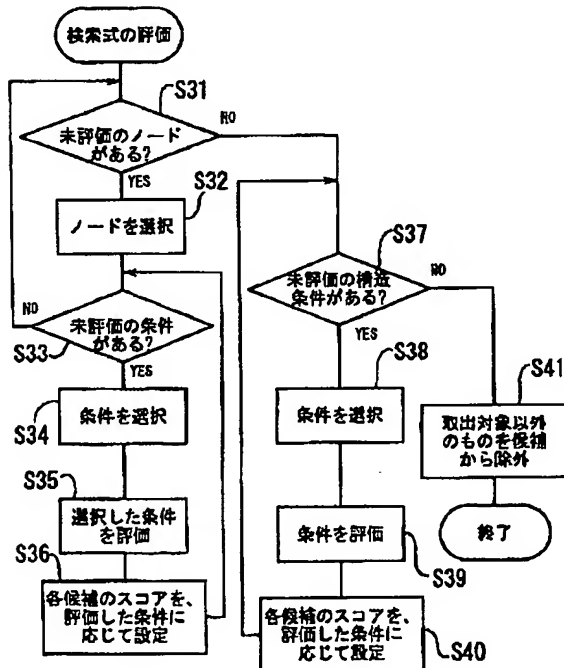 検索式の評価
S31
未評価のノード
がある?
NO
YES
S32
ノードを選択
NO
未評価の条件
がある?
S33
YES
S34
条件を選択
S35
選択した条件
を評価
S36
各候補のスコアを、
評価した条件に
応じて設定
S37
未評価の構造
条件がある?
NO
YES
S38
条件を選択
条件を評価
S39
各候補のスコアを、
評価した条件に
応じて設定
S40
S41
取出対象以外
のものを候補
から除外
終了